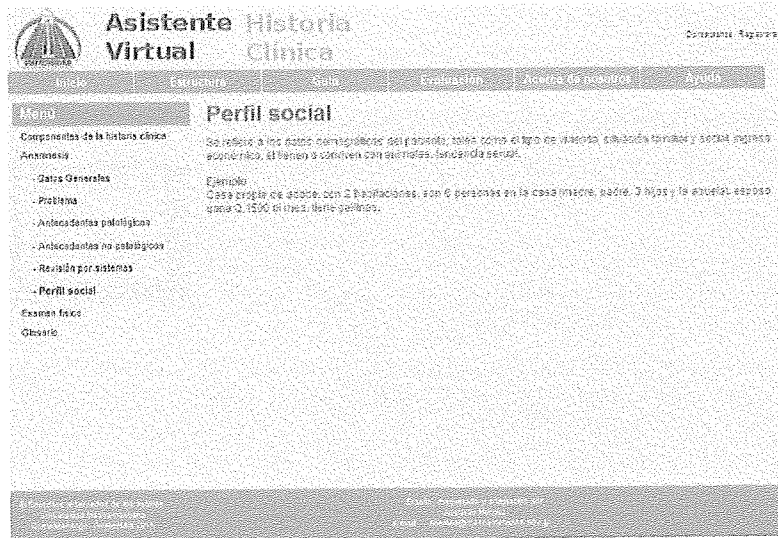 Asistente Historia
Virtual Clínica
Inicio Estructura Guía Evaluación Acerca de nosotros Ayuda
Menú
Componentes de la historia clínica
Anamnesis
- Datos Generales
- Problema
- Antecedentes patológicos
- Antecedentes no patológicos
- Revisión por sistemas
- Perfil social
Examen físico
Glosario
Perfil social
Se refiere a los datos demográficos del paciente, tales como el tipo de vivienda, situación familiar y social, ingreso
económico, si tienen o conviven con animales, tendencia sexual.
Ejemplo
Casa propia de adobe, con 2 habitaciones, son 6 personas en la casa (madre, padre, 3 hijos y la abuela), esposo
gana Q.1500 al mes, tiene gallinas.